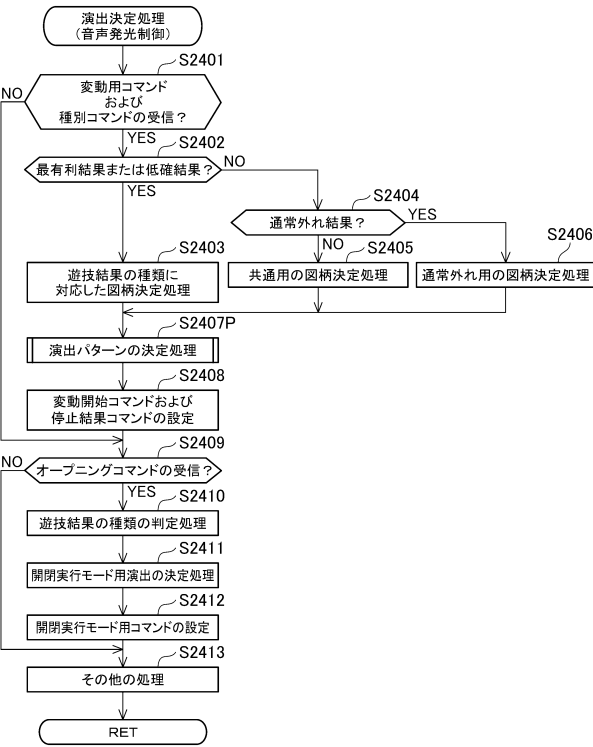 演出決定処理
(音声発光制御)
S2401
変動用コマンド
および
種別コマンドの受信？
NO
YES
S2402
最有利結果または低確結果？
NO
YES
S2404
通常外れ結果？
YES
NO
S2403
遊技結果の種類に
対応した図柄決定処理
S2405
共通用の図柄決定処理
S2406
通常外れ用の図柄決定処理
S2407P
演出パターンの決定処理
S2408
変動開始コマンドおよび
停止結果コマンドの設定
S2409
オープニングコマンドの受信？
NO
YES
S2410
遊技結果の種類の判定処理
S2411
開閉実行モード用演出の決定処理
S2412
開閉実行モード用コマンドの設定
S2413
その他の処理
RET